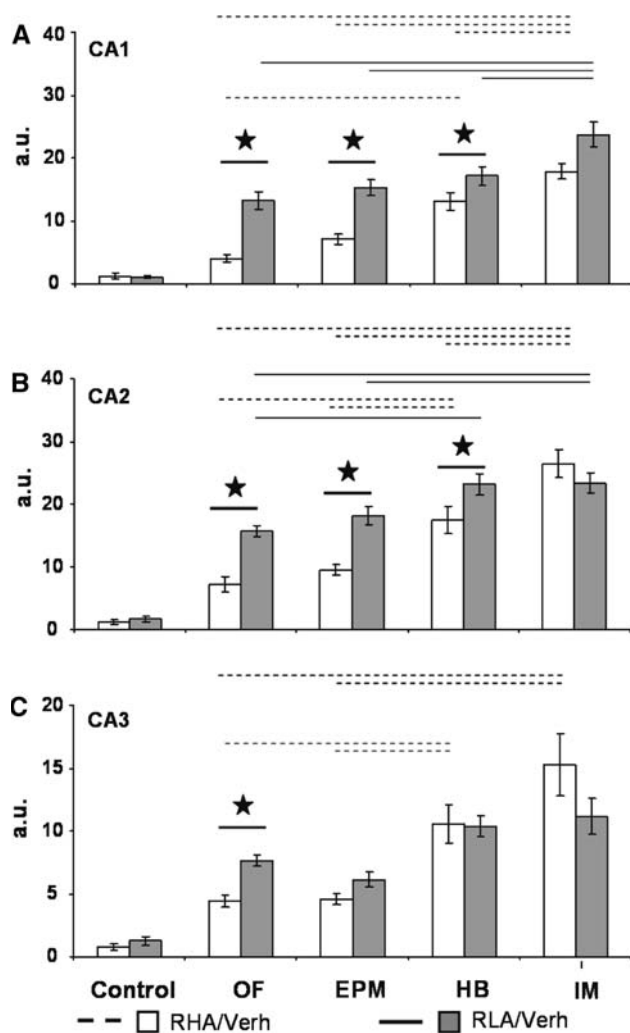 A
CA1
a.u.
40
30
20
10
0
B
CA2
a.u.
40
30
20
10
0
C
CA3
a.u.
20
15
10
5
0
Control OF EPM HB IM
RHA/Verh RLA/Verh